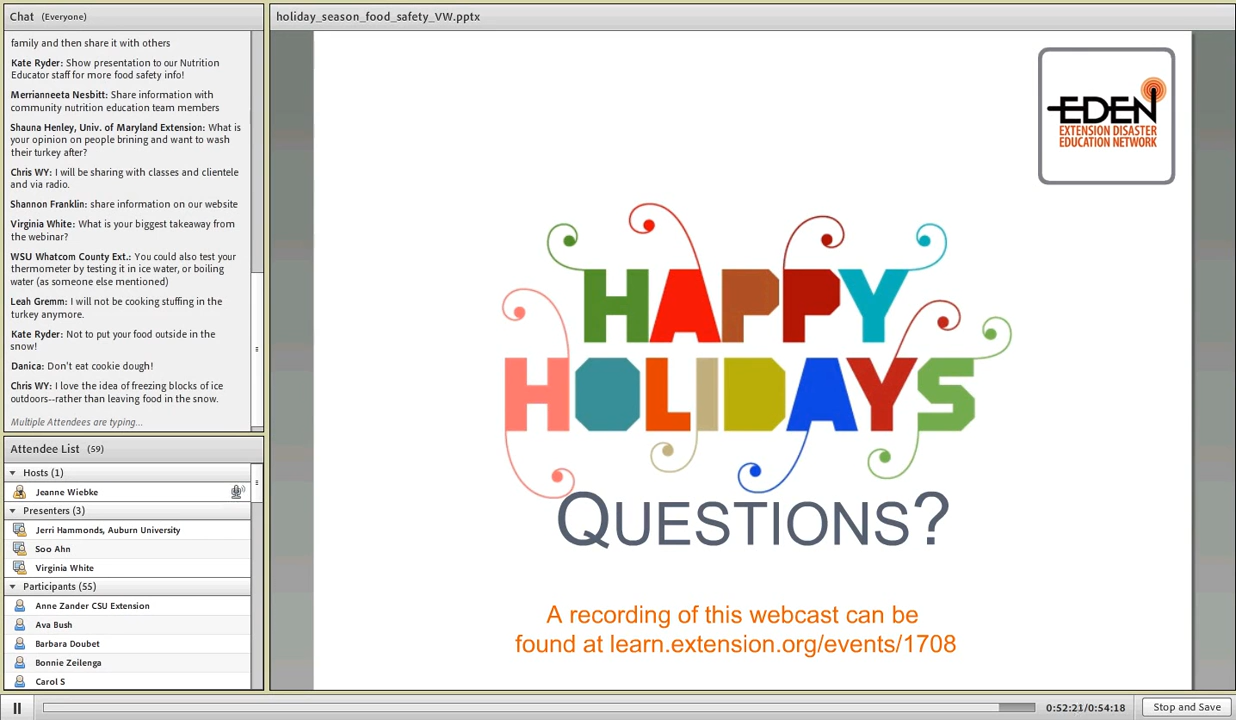 Chat (Everyone)
family and then share it with others
Kate Ryder: Show presentation to our Nutrition
Educator staff for more food safety info!
Merrianneeta Nesbitt: Share information with
community nutrition education team members
Shauna Henley, Univ. of Maryland Extension: What is
your opinion on people brining and want to wash
their turkey after?
Chris WY: I will be sharing with classes and clientele
and via radio.
Shannon Franklin: share information on our website
Virginia White: What is your biggest takeaway from
the webinar?
WSU Whatcom County Ext.: You could also test your
thermometer by testing it in ice water, or boiling
water (as someone else mentioned)
Leah Gremm: I will not be cooking stuffing in the
turkey anymore.
Kate Ryder: Not to put your food outside in the
snow!
Danica: Don't eat cookie dough!
Chris WY: I love the idea of freezing blocks of ice
outdoors--rather than leaving food in the snow.
Multiple Attendees are typing...
Attendee List (59)
Hosts (1)
Jeanne Wiebke
Presenters (3)
Jerri Hammonds, Auburn University
Soo Ahn
Virginia White
Participants (55)
Anne Zander CSU Extension
Ava Bush
Barbara Doubet
Bonnie Zeilenga
Carol S
holiday_season_food_safety_VW.pptx
EDEN
EXTENSION DISASTER
EDUCATION NETWORK
HAPPY
HOLIDAYS
QUESTIONS?
A recording of this webcast can be
found at learn.extension.org/events/1708
0:52:21/0:54:18
Stop and Save